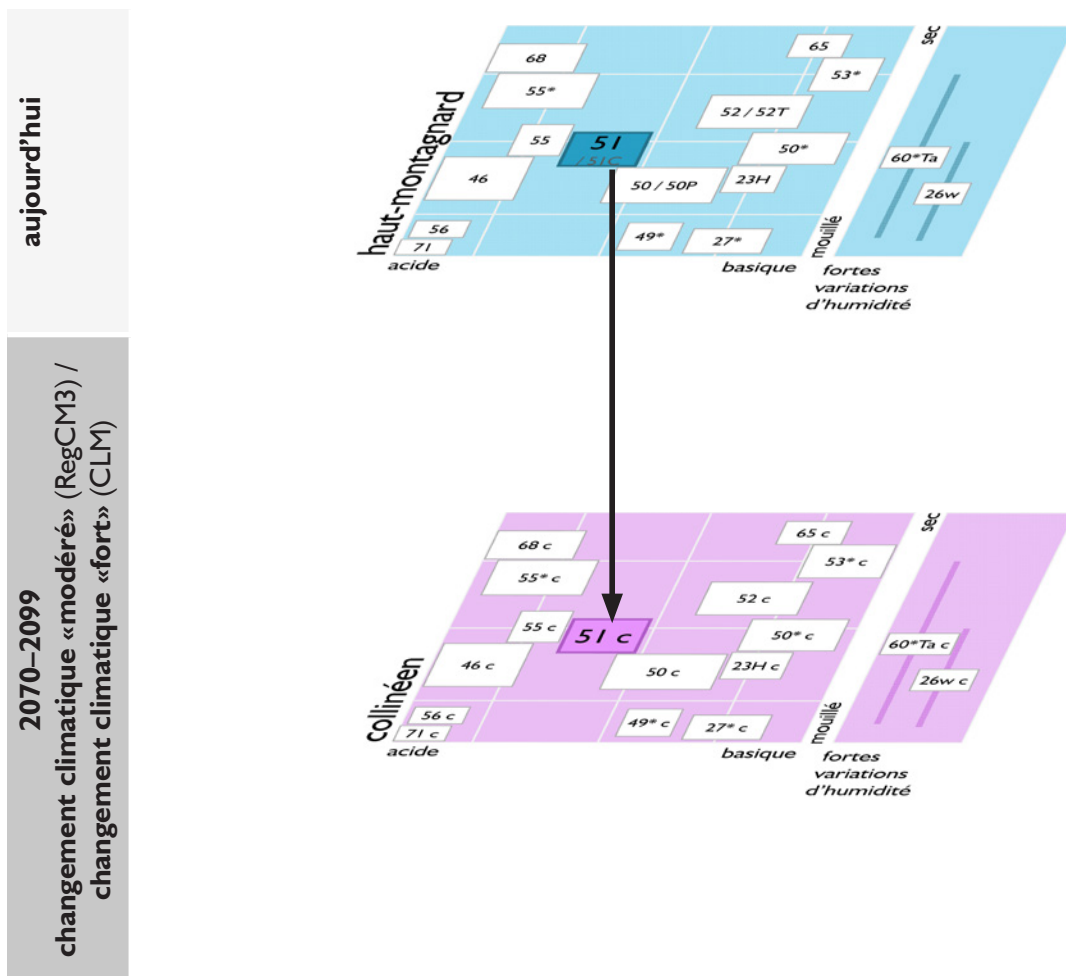 aujourd'hui
sec
65
68
53*
55*
52 / 52T
55
51
/ 51C
50*
60*Ta
46
50 / 50P
23H
26w
56
49*
27*
71
haut-montagnard
mouillé
acide
basique
fortes
variations
d'humidité
2070–2099
changement climatique «modéré» (RegCM3) /
changement climatique «fort» (CLM)
sec
65 c
68 c
53* c
55* c
52 c
55 c
51 c
50* c
60*Ta c
46 c
50 c
23H c
26w c
56 c
49* c
27* c
71 c
collinéen
mouillé
acide
basique
fortes
variations
d'humidité